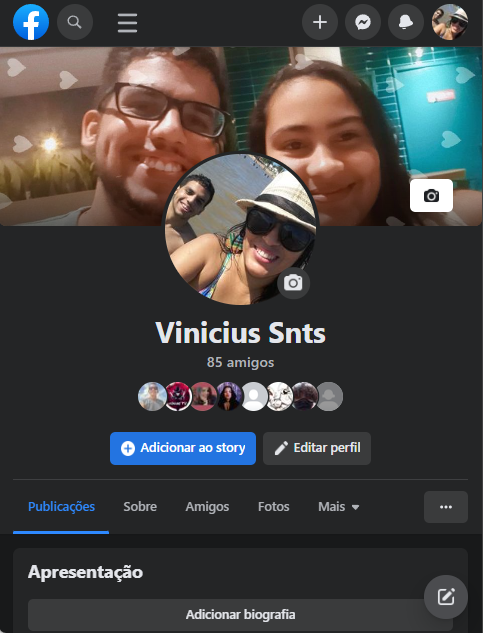 Vinicius Snts
85 amigos
Adicionar ao story
Editar perfil
Publicações
Sobre
Amigos
Fotos
Mais
Apresentação
Adicionar biografia